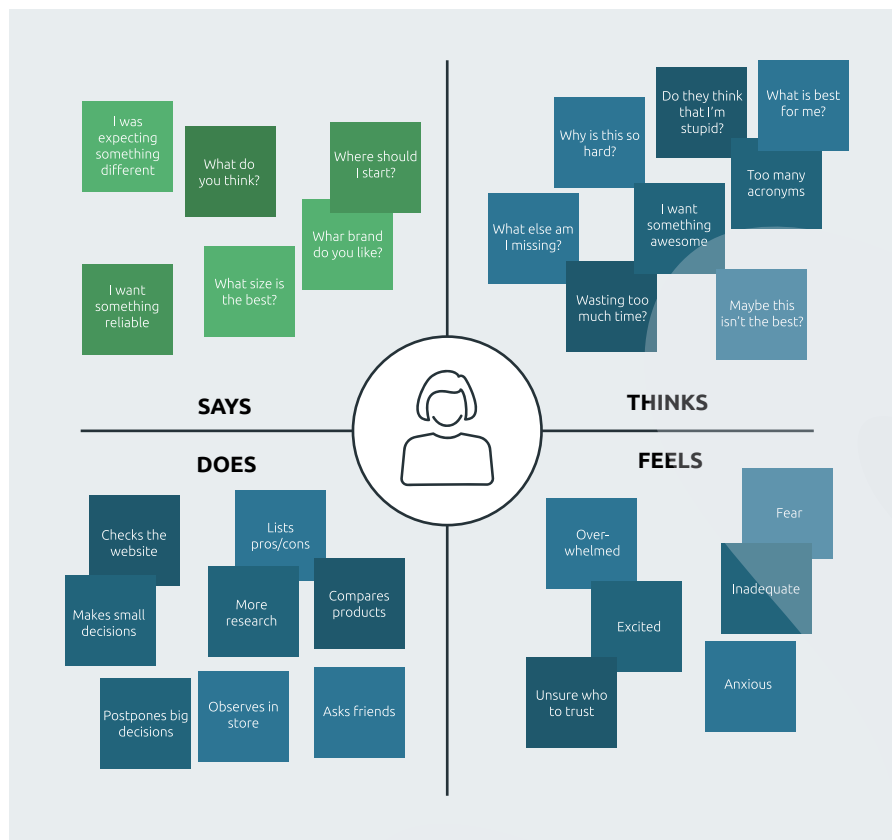 I was
expecting
something
different
What do
you think?
Where should
I start?
Whar brand
do you like?
What size is
the best?
I want
something
reliable
SAYS
Why is this so
hard?
Do they think
that I'm
stupid?
What is best
for me?
Too many
acronyms
I want
something
awesome
What else am
I missing?
Wasting too
much time?
Maybe this
isn't the best?
THINKS
DOES
Checks the
website
Lists
pros/cons
Makes small
decisions
More
research
Compares
products
Postpones big
decisions
Observes in
store
Asks friends
FEELS
Over-
whelmed
Fear
Inadequate
Excited
Unsure who
to trust
Anxious